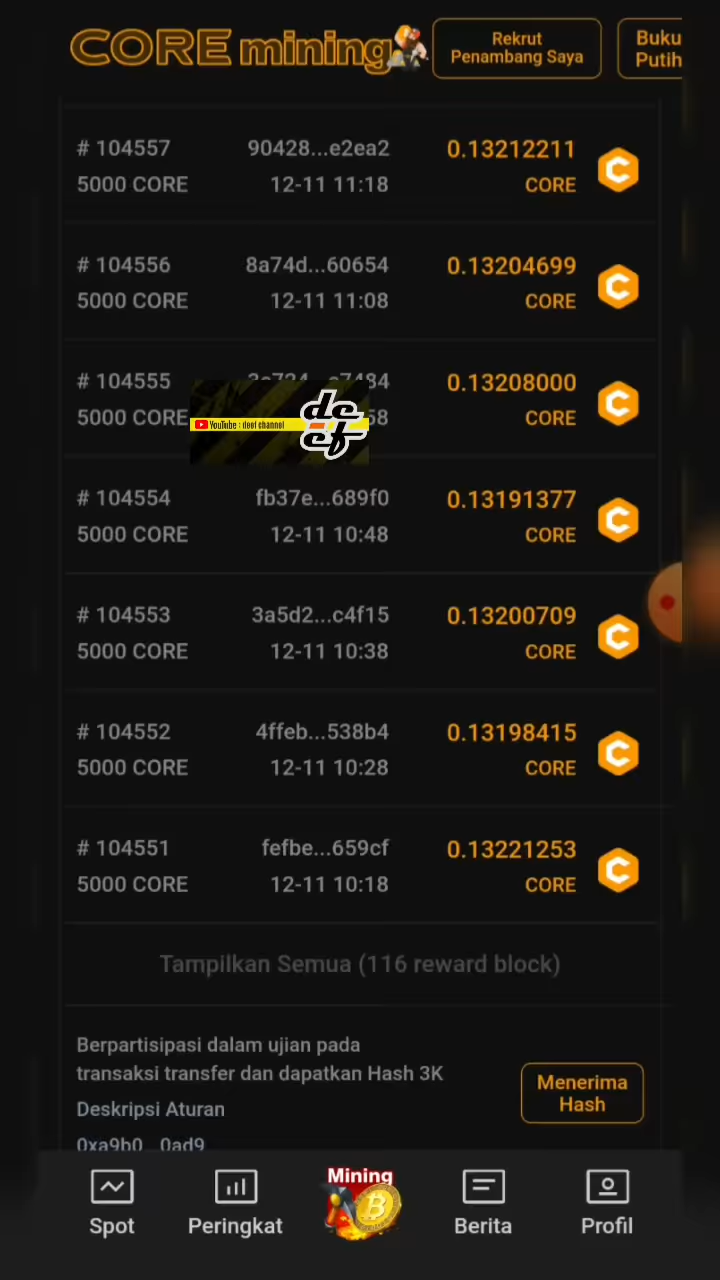 CORE mining
Rekrut
Penambang Saya
Buku
Putih
# 104557 90428...e2ea2 0.13212211
5000 CORE 12-11 11:18 CORE
# 104556 8a74d...60654 0.13204699
5000 CORE 12-11 11:08 CORE
# 104555 0.13208000
5000 CORE CORE
YouTube : deef channel
de
ef
# 104554 fb37e...689f0 0.13191377
5000 CORE 12-11 10:48 CORE
# 104553 3a5d2...c4f15 0.13200709
5000 CORE 12-11 10:38 CORE
# 104552 4ffeb...538b4 0.13198415
5000 CORE 12-11 10:28 CORE
# 104551 fefbe...659cf 0.13221253
5000 CORE 12-11 10:18 CORE
Tampilkan Semua (116 reward block)
Berpartisipasi dalam ujian pada
transaksi transfer dan dapatkan Hash 3K
Menerima
Hash
Deskripsi Aturan
0xa9b0...0ad9
Mining
Spot Peringkat Berita Profil